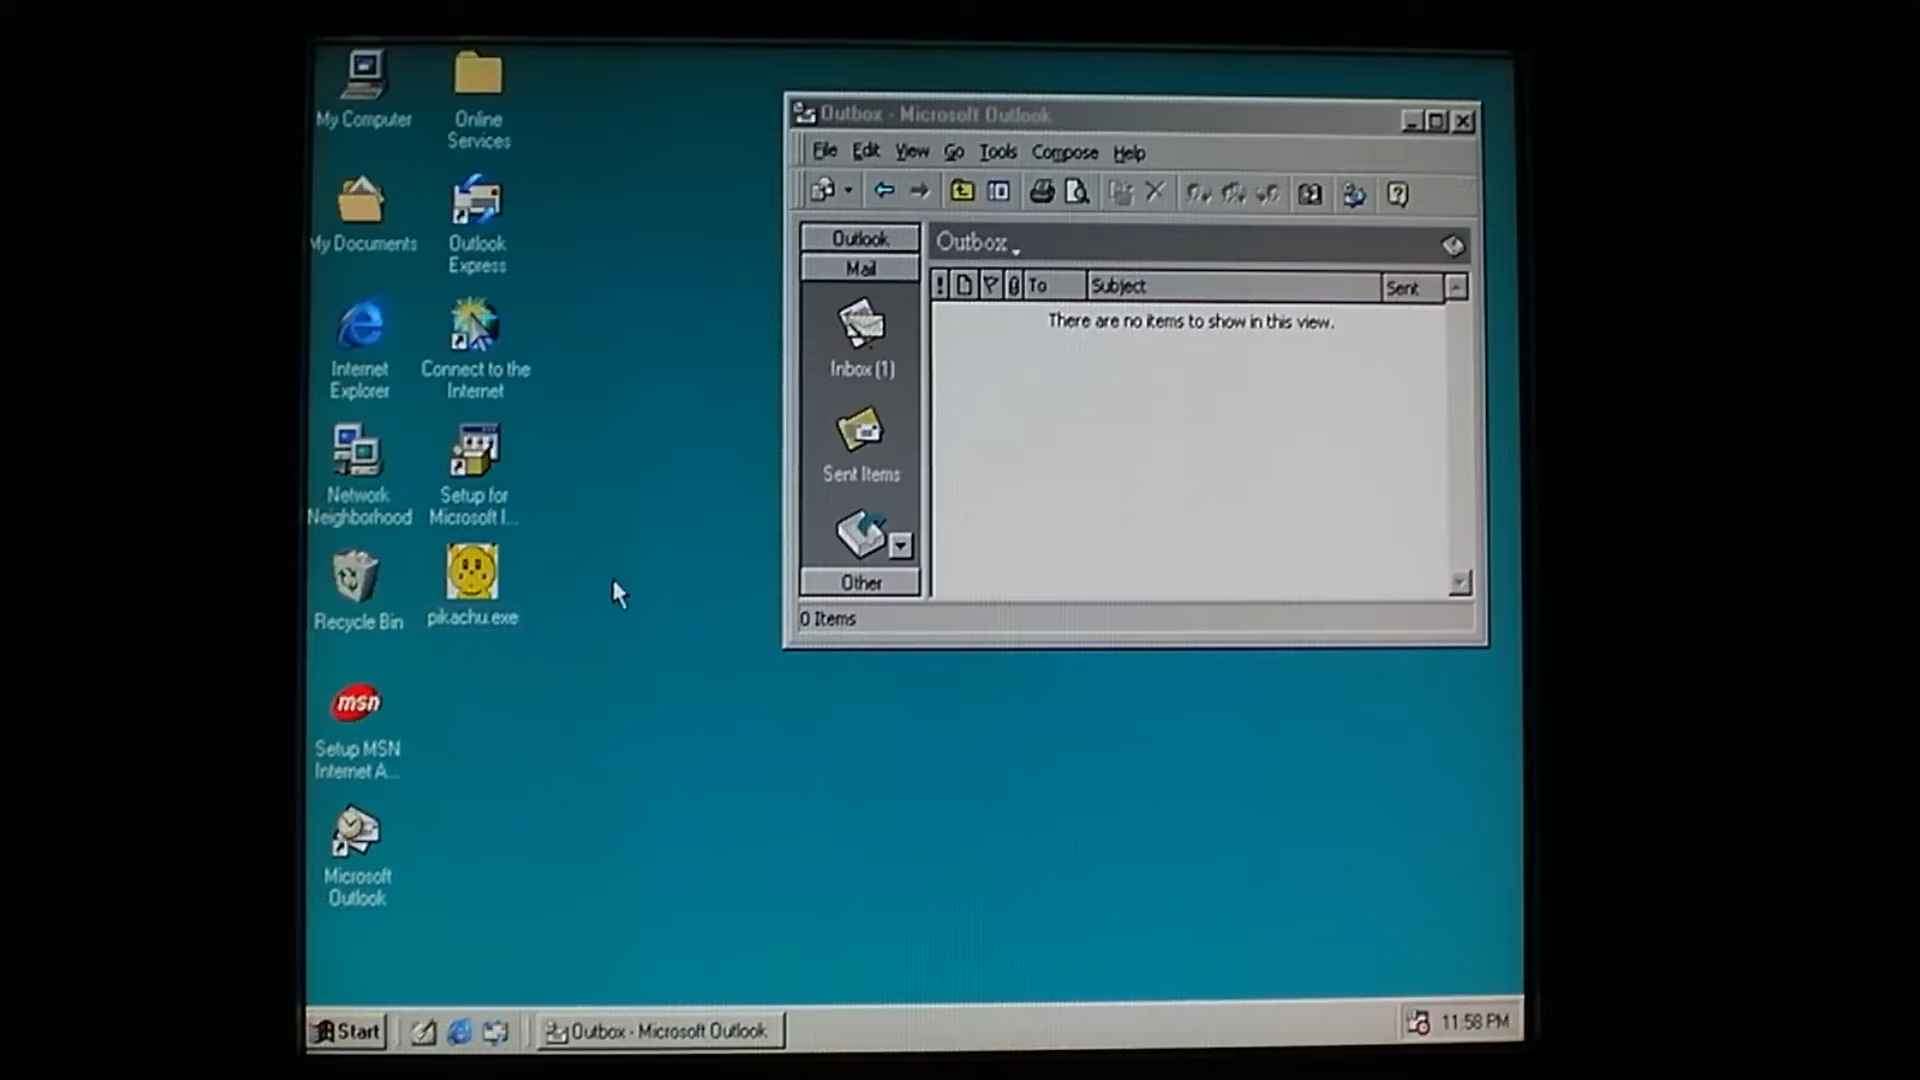 My Computer
Online
Services
My Documents
Outlook
Express
Internet
Explorer
Connect to the
Internet
Network
Neighborhood
Setup for
Microsoft I...
Recycle Bin
pikachu.exe
msn
Setup MSN
Internet A...
Microsoft
Outlook
Outbox - Microsoft Outlook
File Edit View Go Tools Compose Help
Outlook
Mail
Inbox (1)
Sent Items
Other
Outbox
! To Subject Sent
There are no items to show in this view.
0 Items
Start
Outbox - Microsoft Outlook
11:58 PM